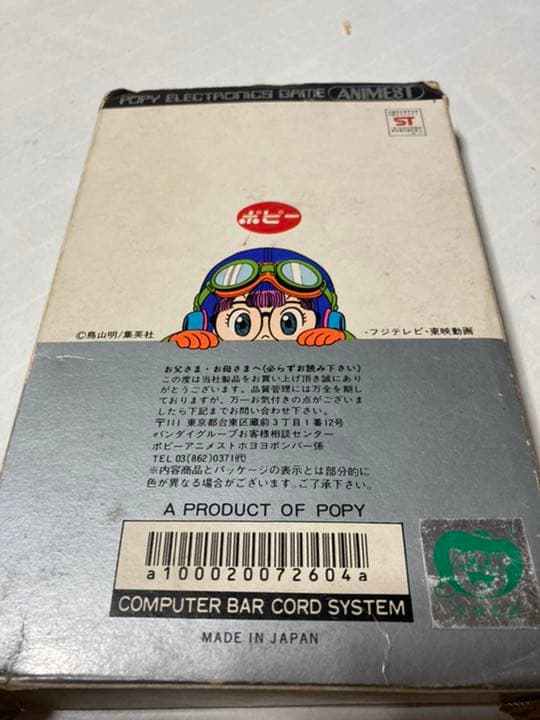 POPY ELECTRONICS GAME ANIMEST
ST
ポピー
©鳥山明/集英社
・フジテレビ・東映動画
お父さま・お母さまへ(必らずお読み下さい)
この度は当社製品をお買い上げ頂き誠にあり
がとうございます。品質管理には万全を期し
ておりますが、万一お気付きの点がございま
したら下記までお問い合わせ下さい。
〒111 東京都台東区蔵前3丁目1番12号
バンダイグループお客様相談センター
ポピーアニメストホヨヨボンバー係
TEL 03(862)0371㈹
※内容商品とパッケージの表示とは部分的に
色が異なる場合がございます。ご了承下さい。
A PRODUCT OF POPY
a100020072604a
COMPUTER BAR CORD SYSTEM
MADE IN JAPAN